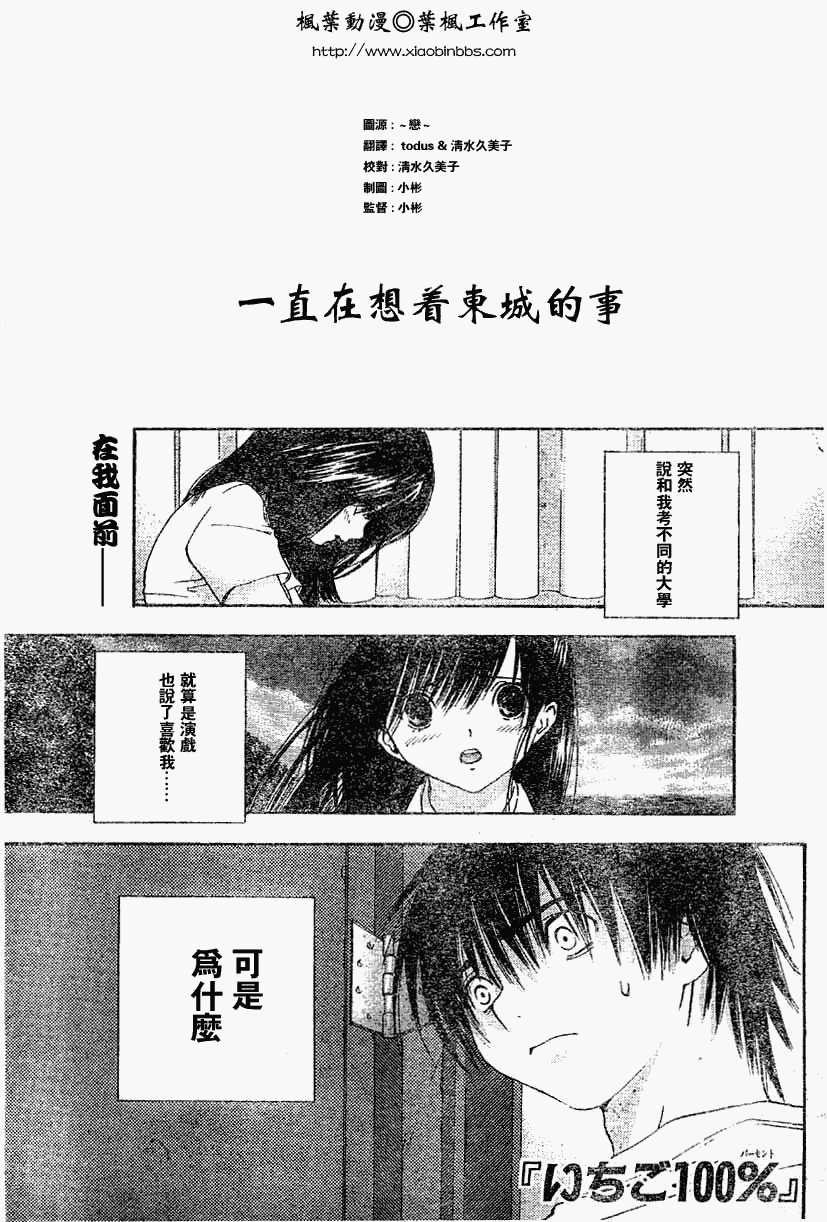 楓葉動漫◎葉楓工作室
http://www.xiaobinbbs.com
圖源：～戀～
翻譯： todus & 清水久美子
校對：清水久美子
制圖：小彬
監督：小彬
一直在想着東城的事
突然
說和我考不同的大學
在我面前——
就算是演戲
也說了喜歡我……
可是
爲什麼
パーセント
『いちご100%』